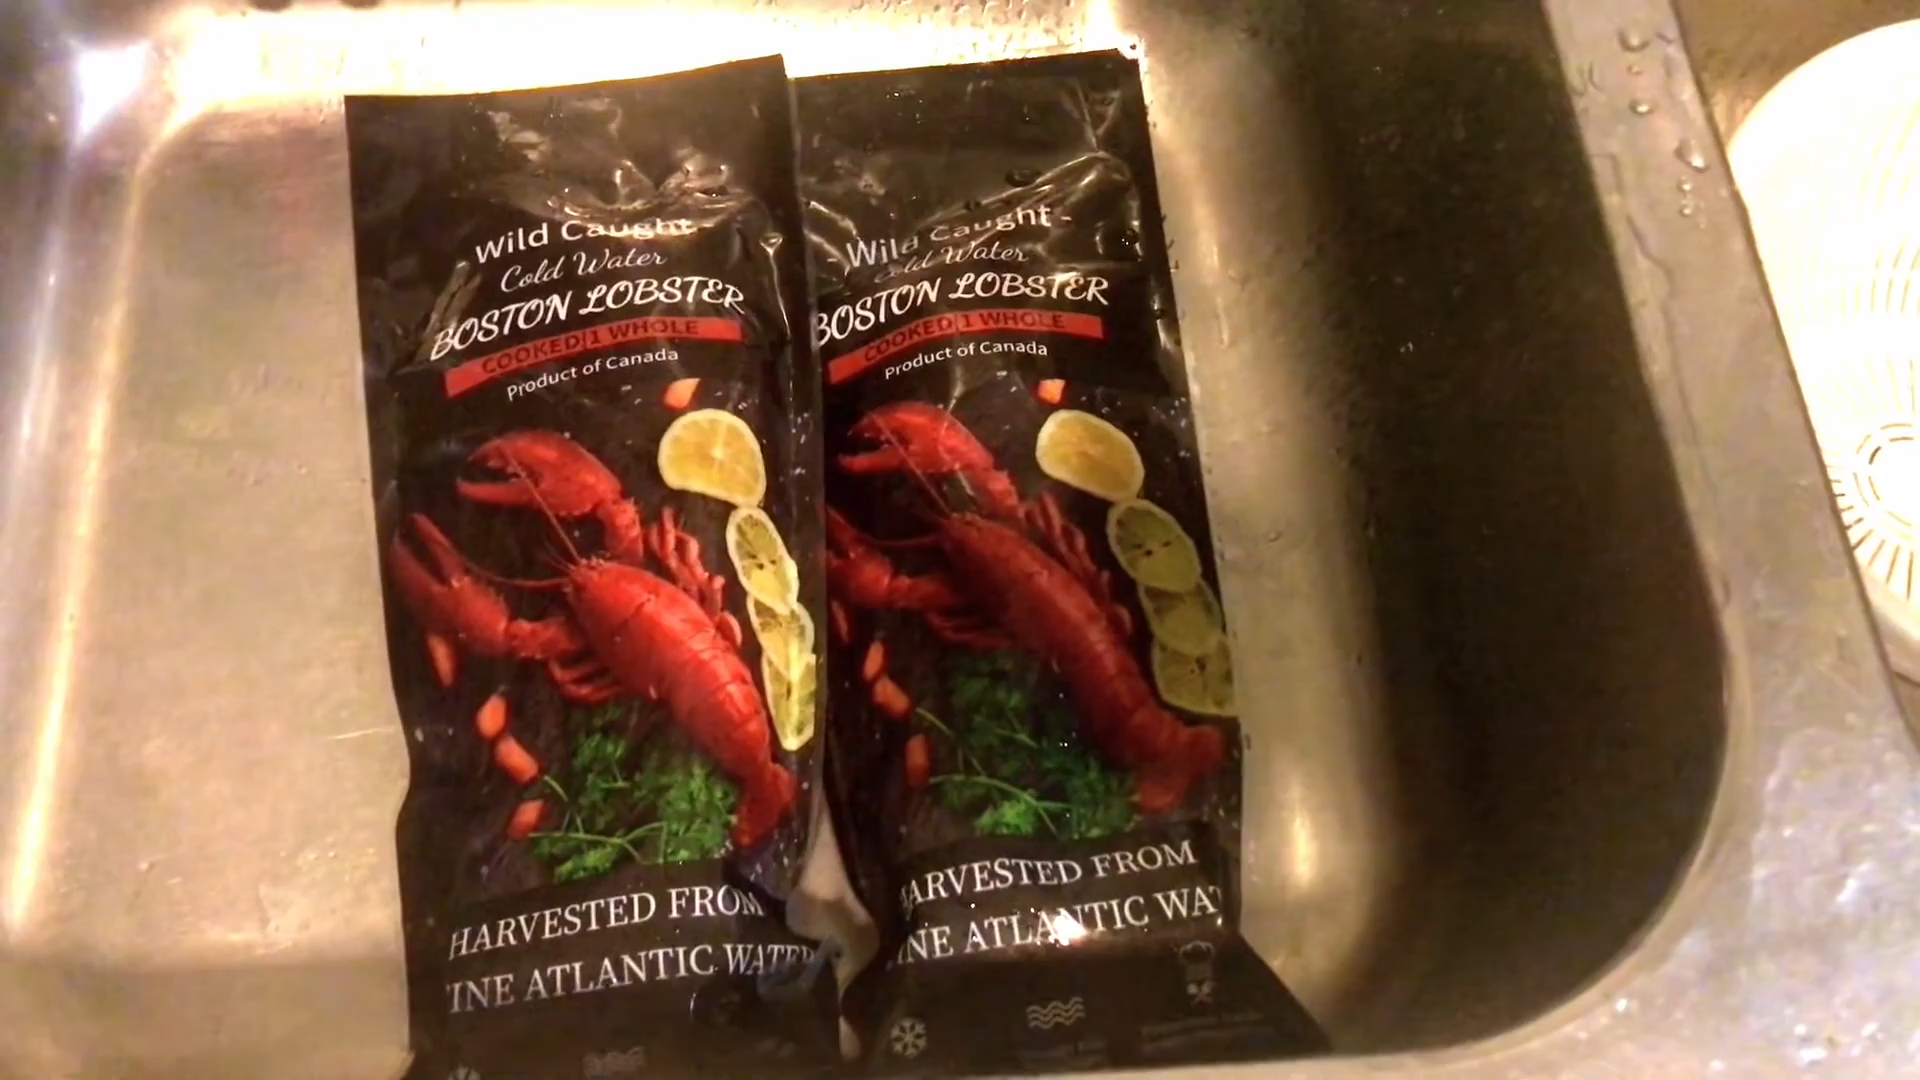 Wild Caught -
Cold Water
BOSTON LOBSTER
COOKED|1 WHOLE
Product of Canada
HARVESTED FROM
INE ATLANTIC WATER
- Wild Caught -
Cold Water
BOSTON LOBSTER
COOKED|1 WHOLE
Product of Canada
HARVESTED FROM
INE ATLANTIC WAT